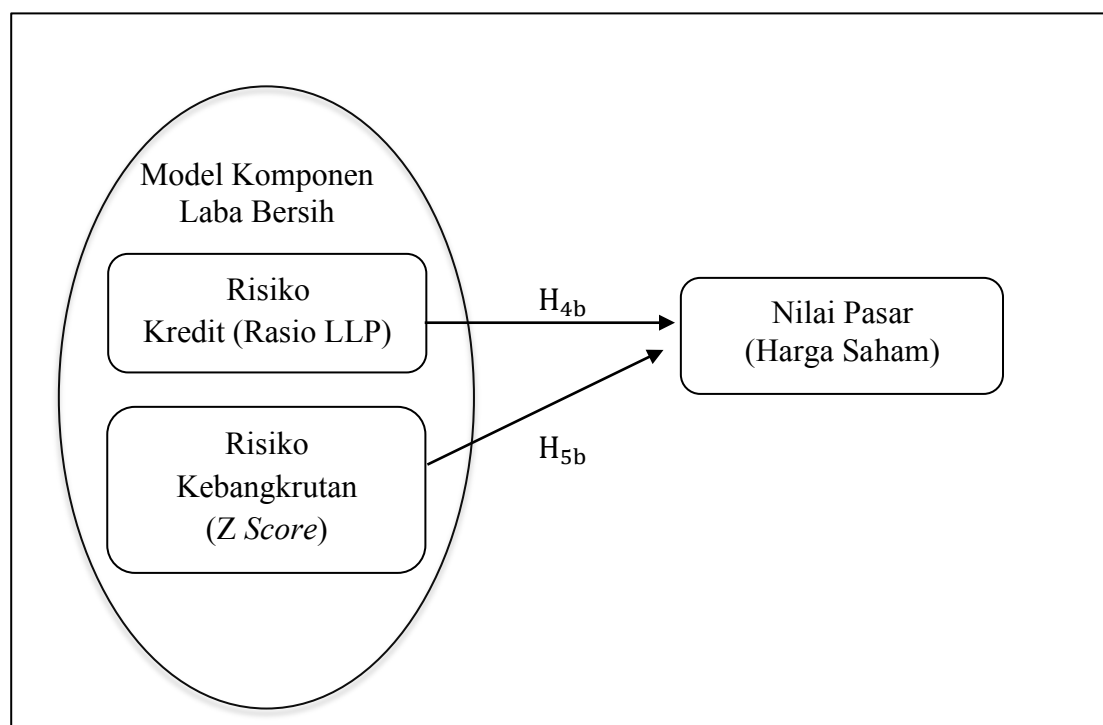 Model Komponen
Laba Bersih
Risiko
Kredit (Rasio LLP)
H4b
Nilai Pasar
(Harga Saham)
Risiko
Kebangkrutan
(Z Score)
H5b